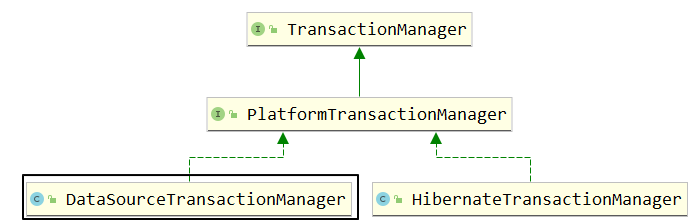 I TransactionManager
I PlatformTransactionManager
C DataSourceTransactionManager
C HibernateTransactionManager